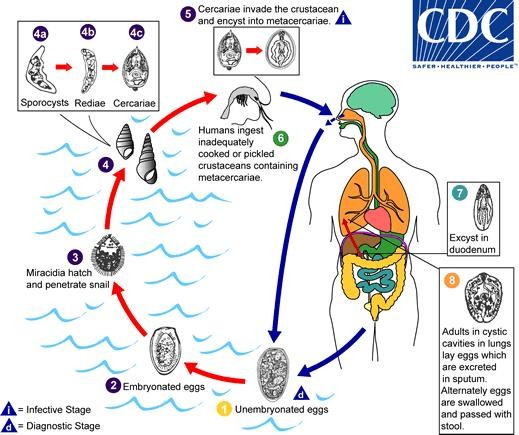 5 Cercariae invade the crustacean
and encyst into metacercariae. i
CDC
SAFER•HEALTHIER•PEOPLE™
4a 4b 4c
Sporocysts Rediae Cercariae
6
Humans ingest
inadequately
cooked or pickled
crustaceans containing
metacercariae.
4
7
Excyst in
duodenum
3
Miracidia hatch
and penetrate snail
8
Adults in cystic
cavities in lungs
lay eggs which
are excreted
in sputum.
Alternately eggs
are swallowed
and passed with
stool.
2 Embryonated eggs
d
1 Unembryonated eggs
i = Infective Stage
d = Diagnostic Stage